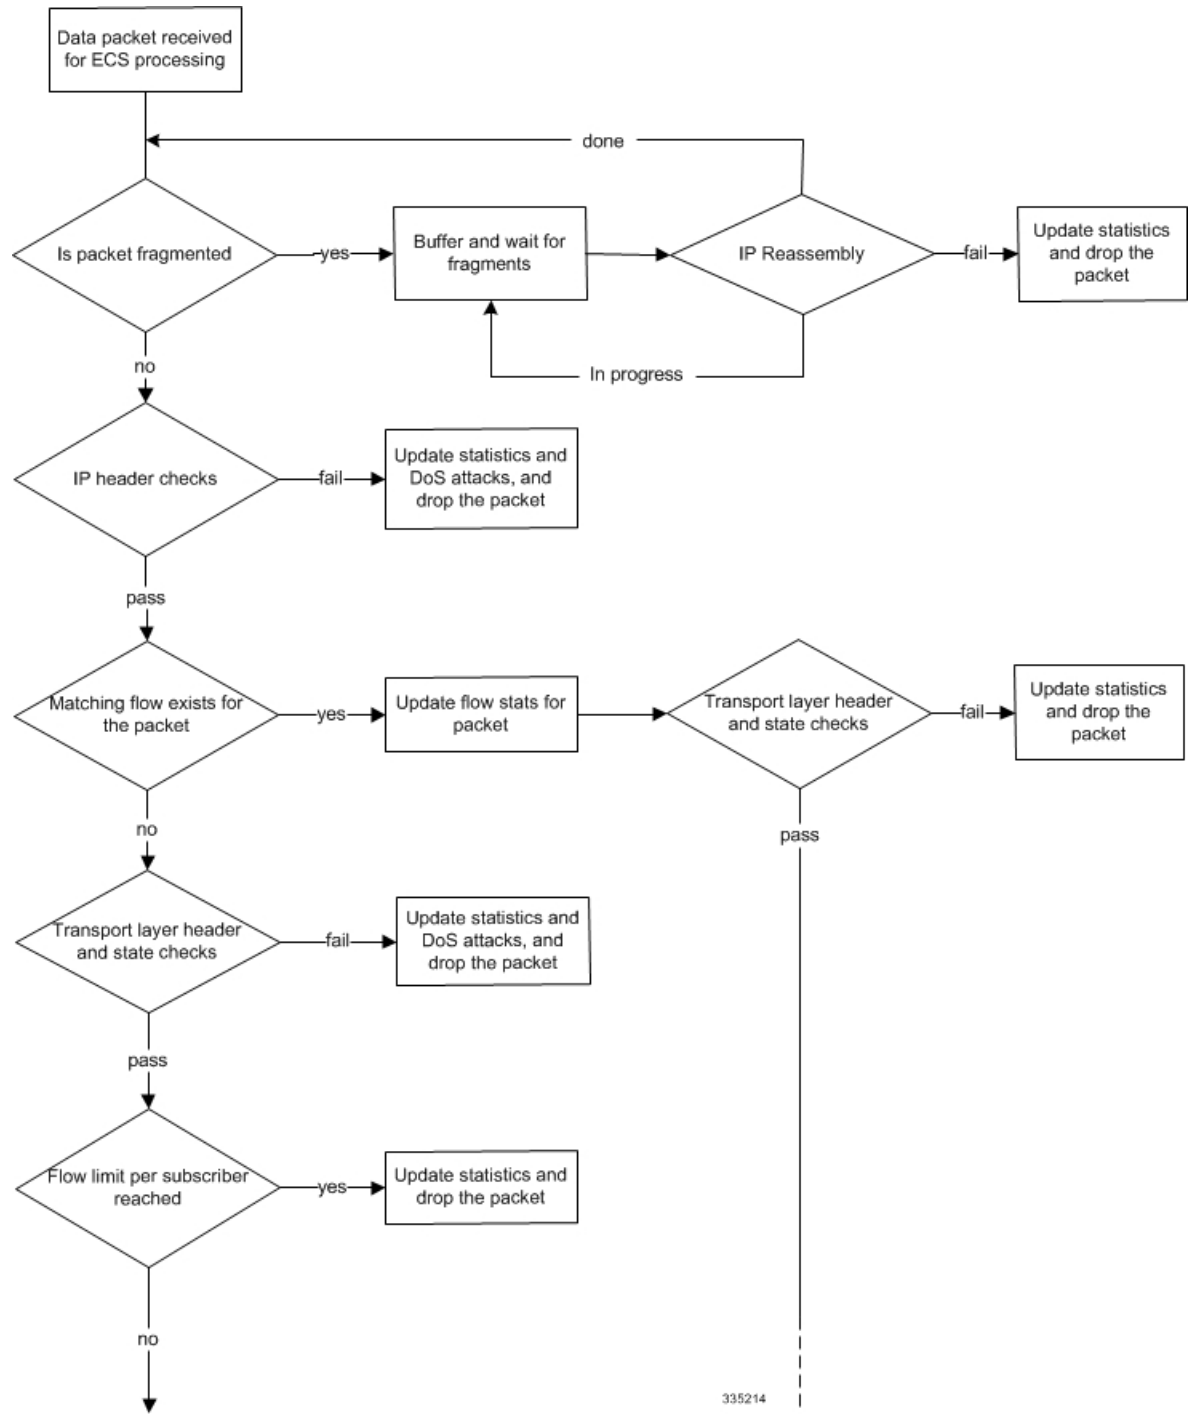 Data packet received
for ECS processing
done
Is packet fragmented
yes
Buffer and wait for
fragments
IP Reassembly
fail
Update statistics
and drop the
packet
In progress
no
IP header checks
fail
Update statistics and
DoS attacks, and
drop the packet
pass
Matching flow exists for
the packet
yes
Update flow stats for
packet
Transport layer header
and state checks
fail
Update statistics
and drop the
packet
no
pass
Transport layer header
and state checks
fail
Update statistics and
DoS attacks, and
drop the packet
pass
Flow limit per subscriber
reached
yes
Update statistics and
drop the packet
no
335214